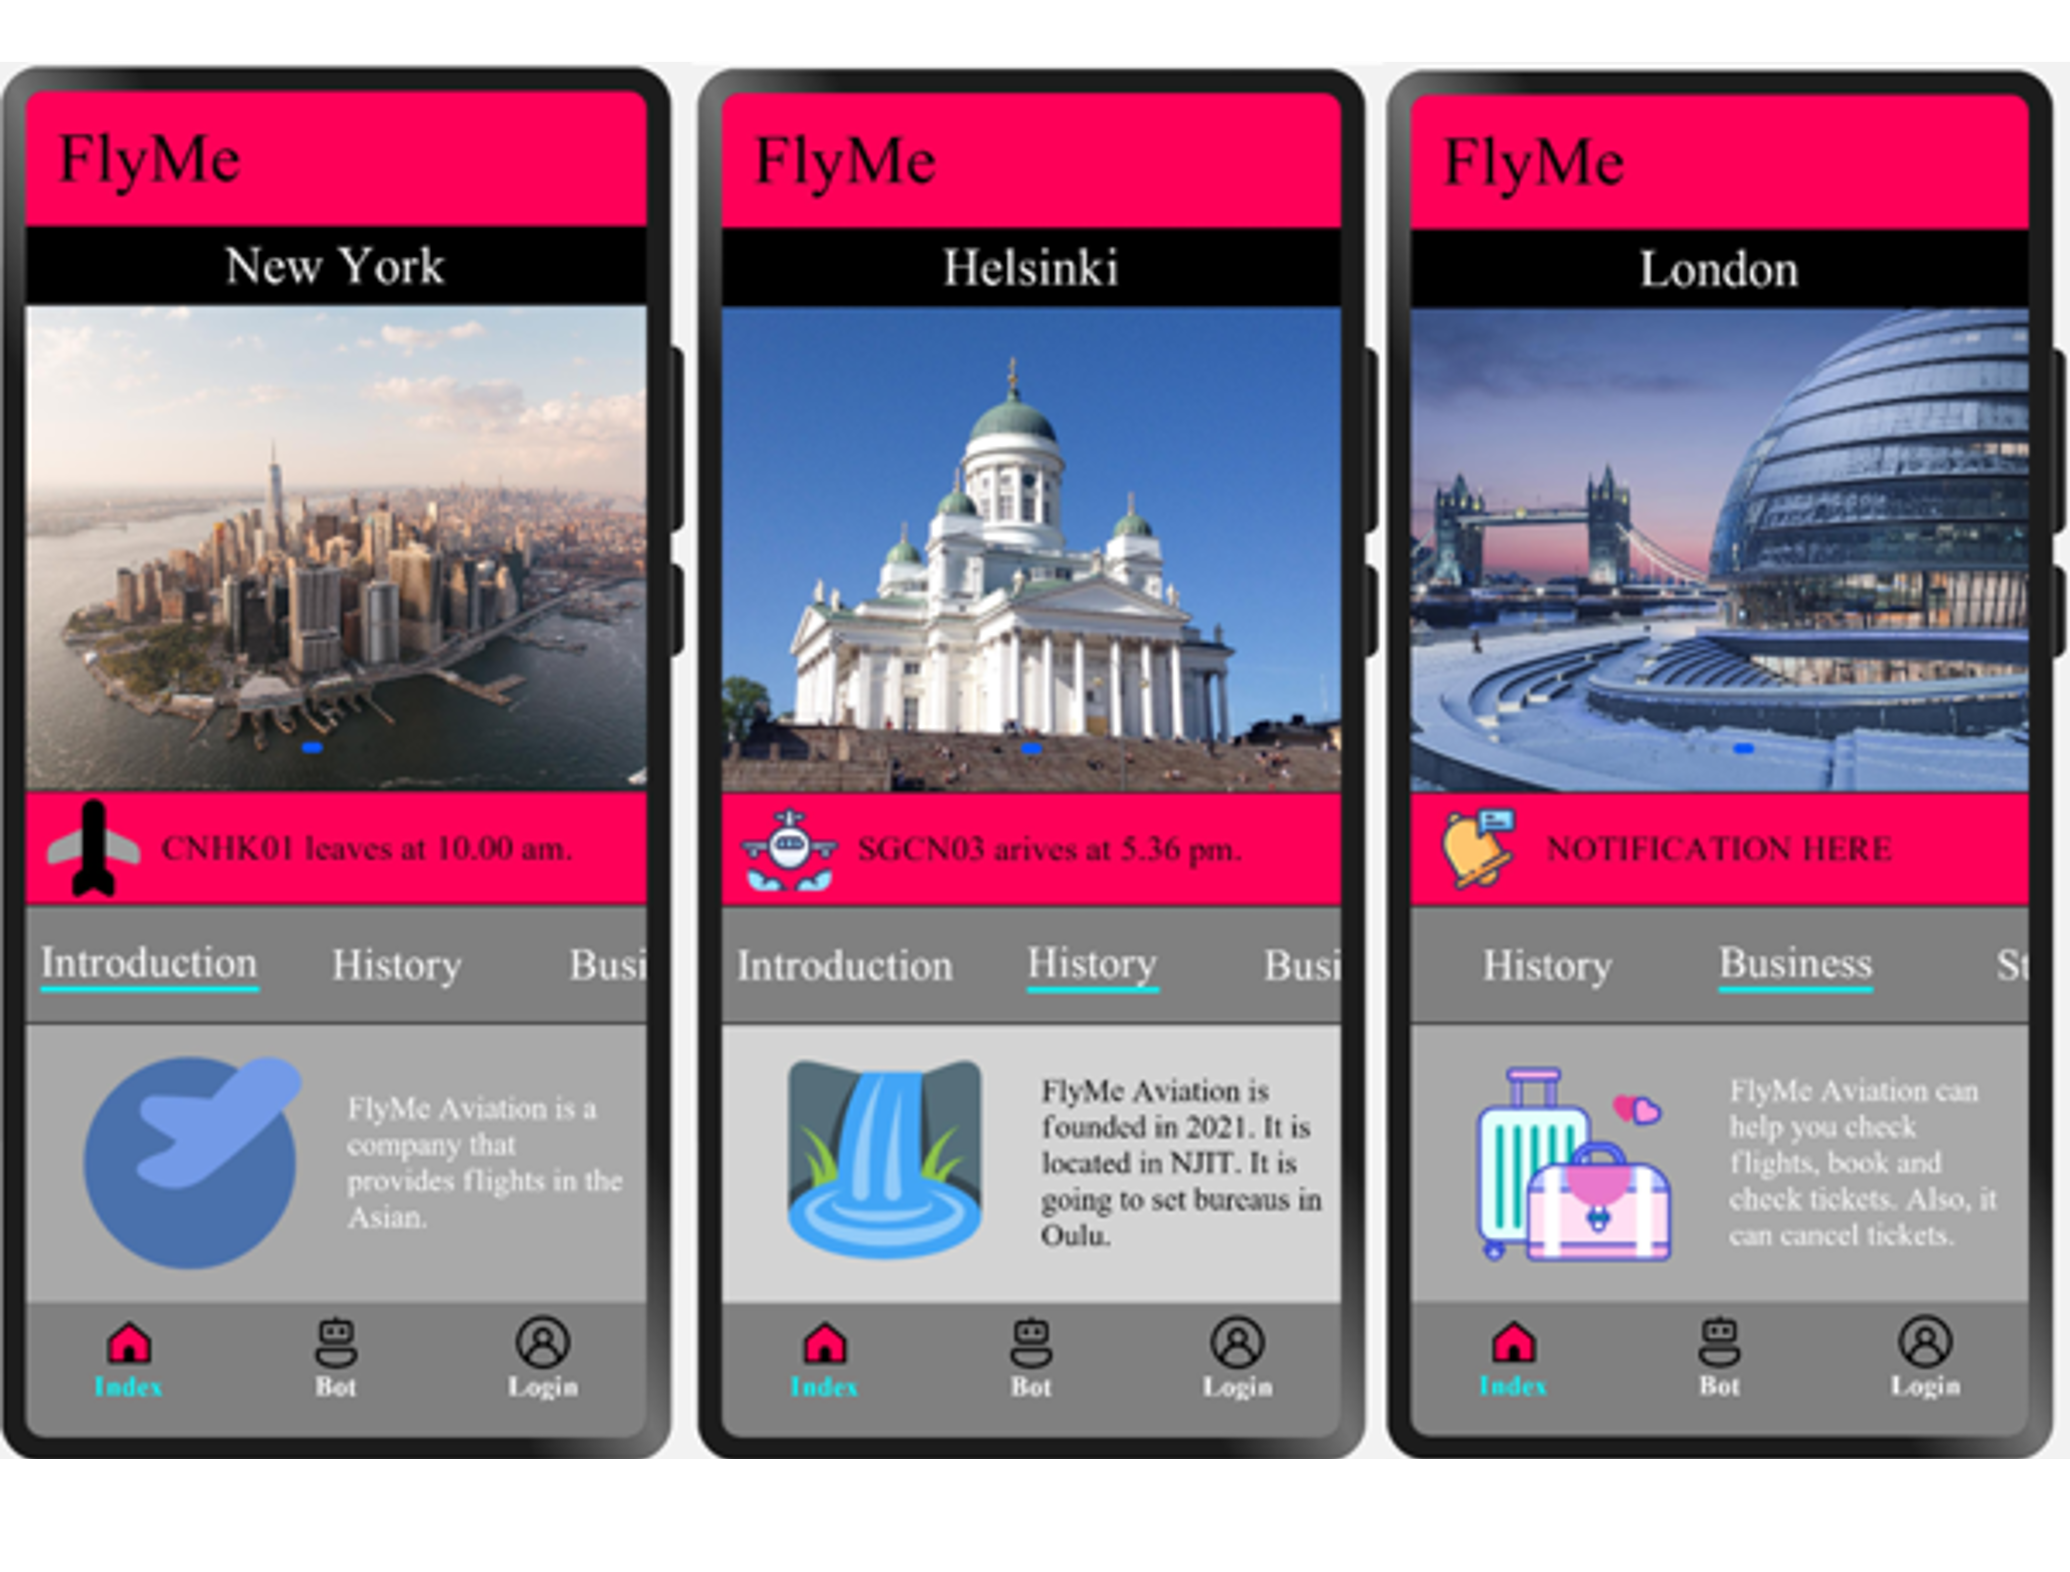 FlyMe
New York
CNHK01 leaves at 10.00 am.
Introduction History Busi
FlyMe Aviation is a
company that
provides flights in the
Asian.
Index Bot Login
FlyMe
Helsinki
SGCN03 arives at 5.36 pm.
Introduction History Busi
FlyMe Aviation is
founded in 2021. It is
located in NJIT. It is
going to set bureaus in
Oulu.
Index Bot Login
FlyMe
London
NOTIFICATION HERE
History Business St
FlyMe Aviation can
help you check
flights, book and
check tickets. Also, it
can cancel tickets.
Index Bot Login